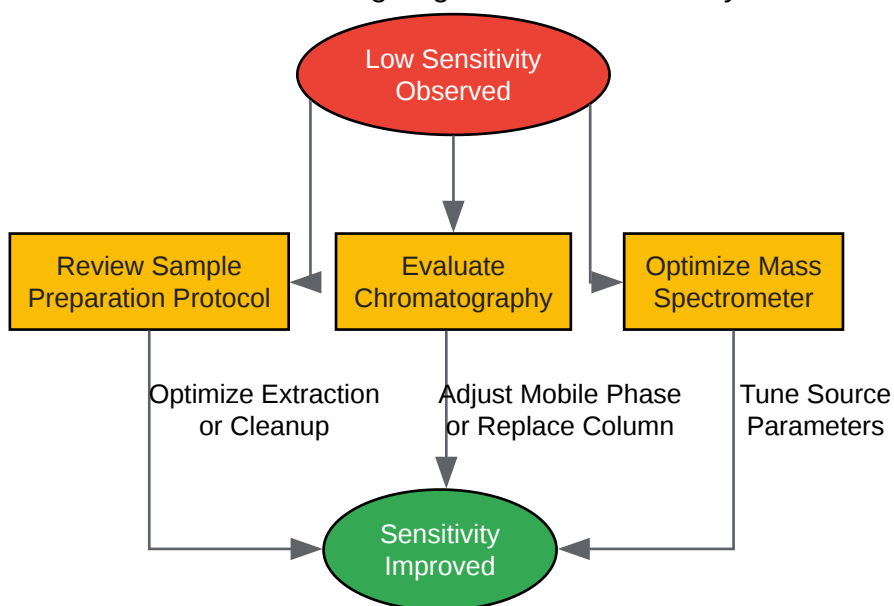 Low Sensitivity
Observed
Review Sample
Preparation Protocol
Evaluate
Chromatography
Optimize Mass
Spectrometer
Optimize Extraction
or Cleanup
Adjust Mobile Phase
or Replace Column
Tune Source
Parameters
Sensitivity
Improved